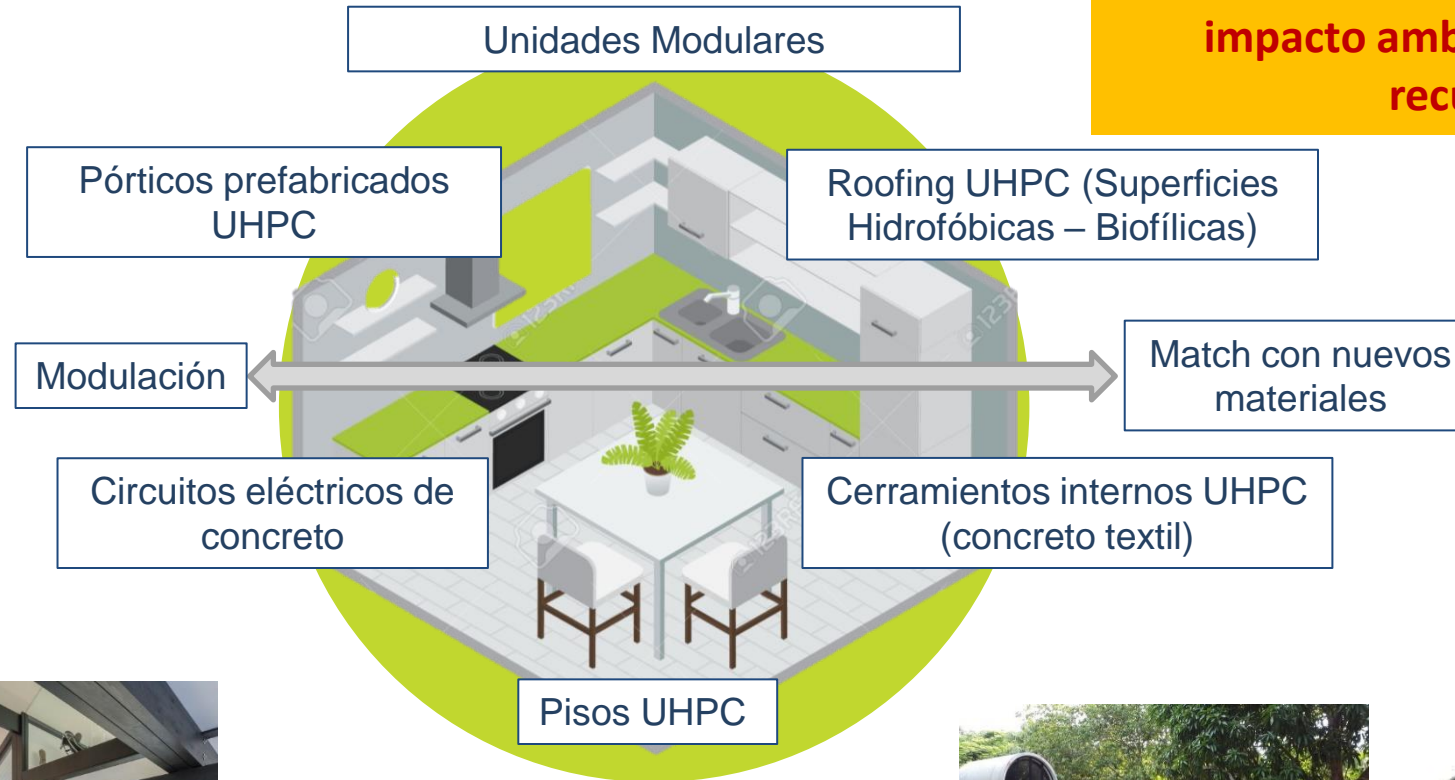 impacto amb
recu
Unidades Modulares
Pórticos prefabricados
UHPC
Roofing UHPC (Superficies
Hidrofóbicas – Biofílicas)
Modulación
Match con nuevos
materiales
Circuitos eléctricos de
concreto
Cerramientos internos UHPC
(concreto textil)
Pisos UHPC